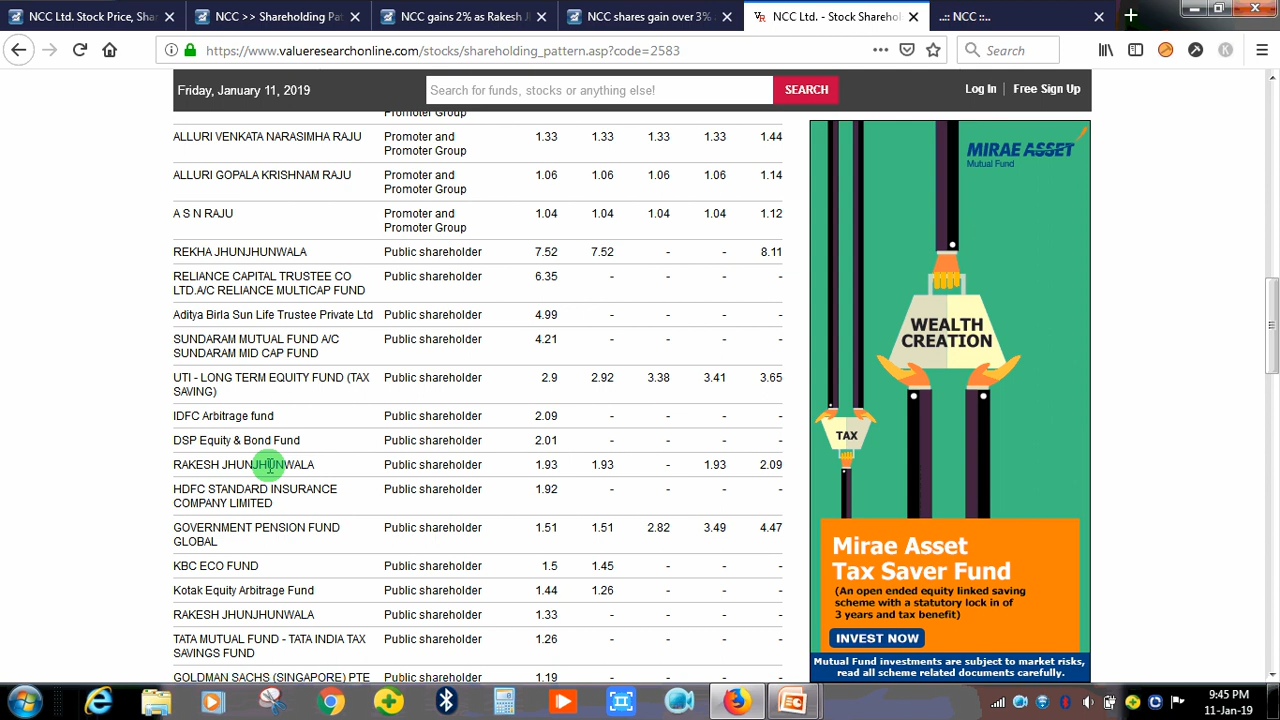 NCC Ltd. Stock Price, Shar
NCC >> Shareholding Pat
NCC gains 2% as Rakesh J
NCC shares gain over 3%
NCC Ltd. - Stock Sharehol
..:: NCC ::..
https://www.valueresearchonline.com/stocks/shareholding_pattern.asp?code=2583
Search
Friday, January 11, 2019
Search for funds, stocks or anything else!
SEARCH
Log In | Free Sign Up
Promoter Group
ALLURI VENKATA NARASIMHA RAJU Promoter and 1.33 1.33 1.33 1.33 1.44
Promoter Group
ALLURI GOPALA KRISHNAM RAJU Promoter and 1.06 1.06 1.06 1.06 1.14
Promoter Group
A S N RAJU Promoter and 1.04 1.04 1.04 1.04 1.12
Promoter Group
REKHA JHUNJHUNWALA Public shareholder 7.52 7.52 - - 8.11
RELIANCE CAPITAL TRUSTEE CO Public shareholder 6.35 - - - -
LTD.A/C RELIANCE MULTICAP FUND
Aditya Birla Sun Life Trustee Private Ltd Public shareholder 4.99 - - - -
SUNDARAM MUTUAL FUND A/C Public shareholder 4.21 - - - -
SUNDARAM MID CAP FUND
UTI - LONG TERM EQUITY FUND (TAX Public shareholder 2.9 2.92 3.38 3.41 3.65
SAVING)
IDFC Arbitrage fund Public shareholder 2.09 - - - -
DSP Equity & Bond Fund Public shareholder 2.01 - - - -
RAKESH JHUNJHUNWALA Public shareholder 1.93 1.93 - 1.93 2.09
HDFC STANDARD INSURANCE Public shareholder 1.92 - - - -
COMPANY LIMITED
GOVERNMENT PENSION FUND Public shareholder 1.51 1.51 2.82 3.49 4.47
GLOBAL
KBC ECO FUND Public shareholder 1.5 1.45 - - -
Kotak Equity Arbitrage Fund Public shareholder 1.44 1.26 - - -
RAKESH JHUNJHUNWALA Public shareholder 1.33 - - - -
TATA MUTUAL FUND - TATA INDIA TAX Public shareholder 1.26 - - - -
SAVINGS FUND
GOLDMAN SACHS(SINGAPORE) PTE Public shareholder 1.19 - - - -
MIRAE ASSET
Mutual Fund
WEALTH
CREATION
TAX
Mirae Asset
Tax Saver Fund
(An open ended equity linked saving
scheme with a statutory lock in of
3 years and tax benefit)
INVEST NOW
Mutual Fund investments are subject to market risks,
read all scheme related documents carefully.
9:45 PM
11-Jan-19